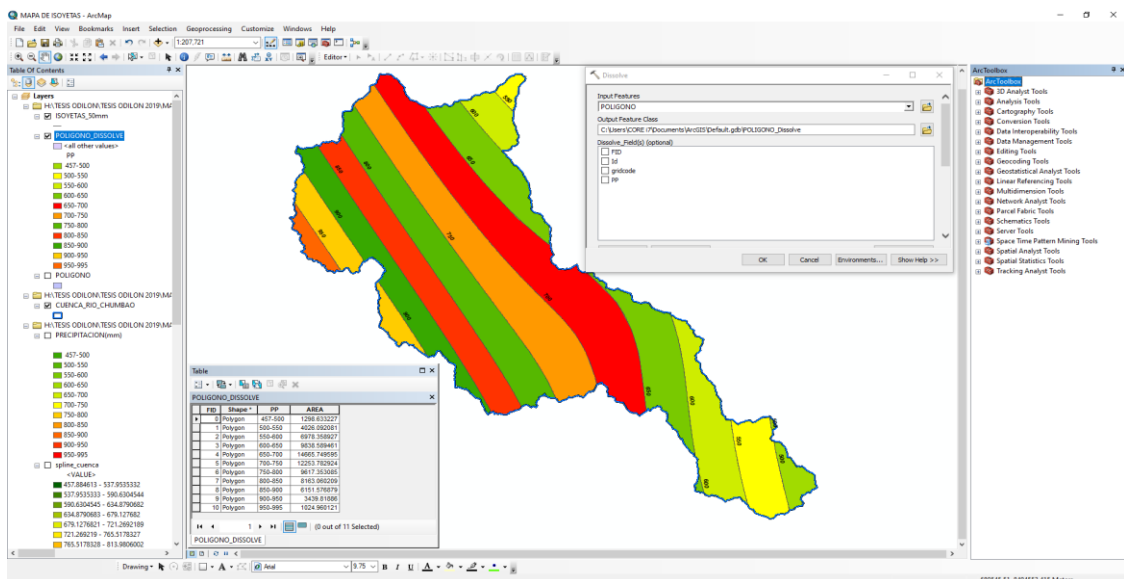 MAPA DE ISOYETAS - ArcMap
File Edit View Bookmarks Insert Selection Geoprocessing Customize Windows Help
1:207.721
Editor
Table Of Contents
Layers
H:\TESIS ODILON\TESIS ODILON 2019\MA
ISOYETAS_50mm
POLIGONO_DISSOLVE
<all other values>
PP
457-500
500-550
550-600
600-650
650-700
700-750
750-800
800-850
850-900
900-950
950-995
POLIGONO
H:\TESIS ODILON\TESIS ODILON 2019\MA
CUENCA_RIO_CHUMBAO
H:\TESIS ODILON\TESIS ODILON 2019\MA
PRECIPITACION(mm)
457-500
500-550
550-600
600-650
650-700
700-750
750-800
800-850
850-900
900-950
950-995
spline_cuenca
<VALUE>
457.884613 - 537.9535332
537.9535333 - 590.6304544
590.6304545 - 634.8790682
634.8790683 - 679.127682
679.1276821 - 721.2692189
721.269219 - 765.5178327
765.5178328 - 813.9806002
Dissolve
Input Features
POLIGONO
Output Feature Class
C:\Users\CORE i7\Documents\ArcGIS\Default.gdb\POLIGONO_Dissolve
Dissolve_Field(s) (optional)
FID
Id
gridcode
PP
OK Cancel Environments... Show Help >>
Table
POLIGONO_DISSOLVE
FID Shape * PP AREA
0 Polygon 457-500 1298.633227
1 Polygon 500-550 4026.092081
2 Polygon 550-600 6978.358927
3 Polygon 600-650 9838.589461
4 Polygon 650-700 14665.749595
5 Polygon 700-750 12253.782924
6 Polygon 750-800 9617.353085
7 Polygon 800-850 8163.060209
8 Polygon 850-900 6151.576879
9 Polygon 900-950 3439.81886
10 Polygon 950-995 1024.960121
1 (0 out of 11 Selected)
POLIGONO_DISSOLVE
ArcToolbox
ArcToolbox
3D Analyst Tools
Analysis Tools
Cartography Tools
Conversion Tools
Data Interoperability Tools
Data Management Tools
Editing Tools
Geocoding Tools
Geostatistical Analyst Tools
Linear Referencing Tools
Multidimension Tools
Network Analyst Tools
Parcel Fabric Tools
Schematics Tools
Server Tools
Space Time Pattern Mining Tools
Spatial Analyst Tools
Spatial Statistics Tools
Tracking Analyst Tools
Drawing Arial 9.75 B I U A A